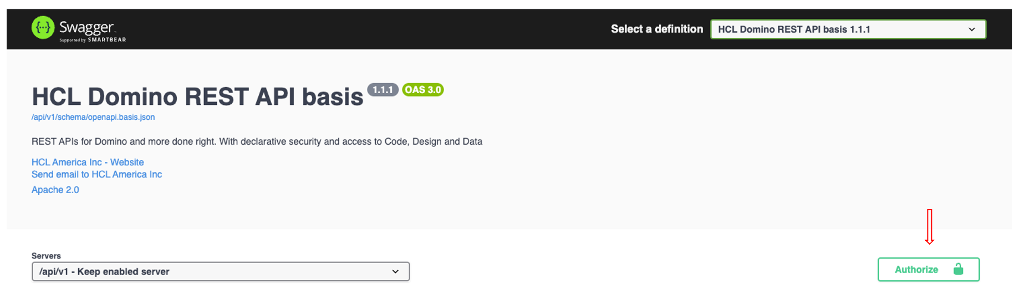 {··} Swagger.
Supported by SMARTBEAR
Select a definition
HCL Domino REST API basis 1.1.1
HCL Domino REST API basis 1.1.1 OAS 3.0
/api/v1/schema/openapi.basis.json
REST APIs for Domino and more done right. With declarative security and access to Code, Design and Data
HCL America Inc - Website
Send email to HCL America Inc
Apache 2.0
Servers
/api/v1 - Keep enabled server
Authorize